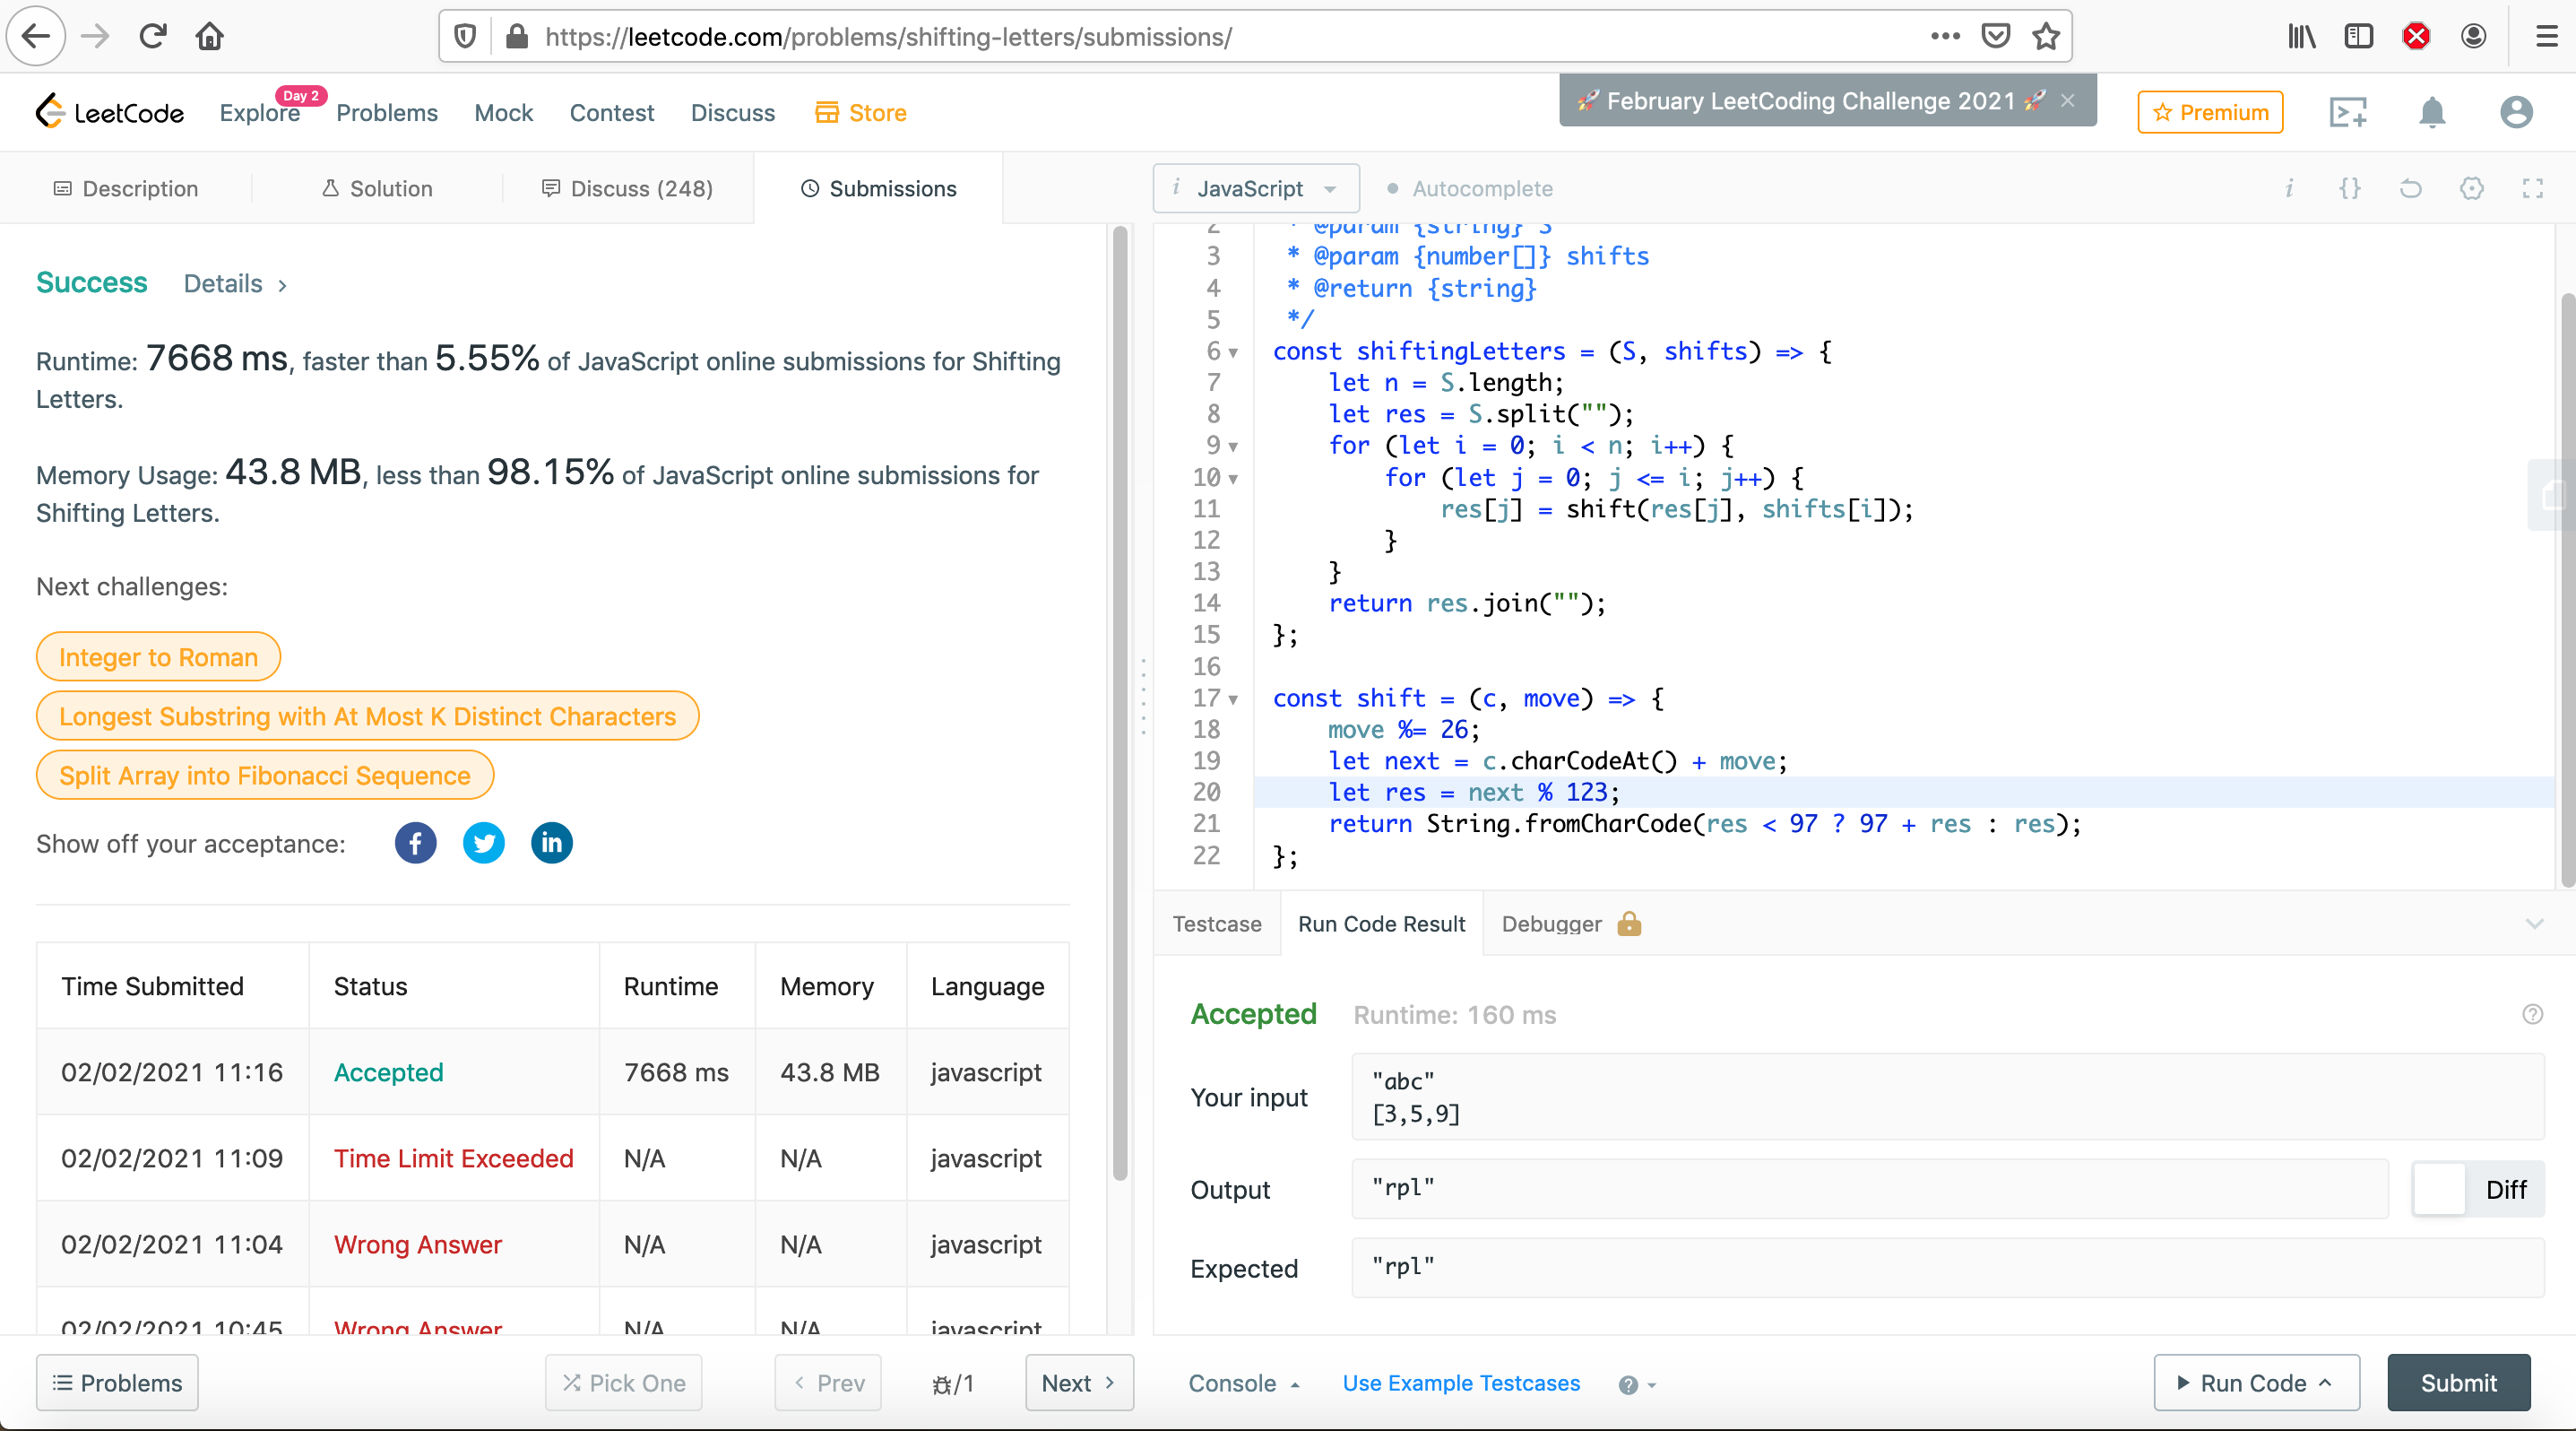 https://leetcode.com/problems/shifting-letters/submissions/
LeetCode
Explore
Day 2
Problems
Mock
Contest
Discuss
Store
🚀 February LeetCoding Challenge 2021 🚀 ×
Premium
Description
Solution
Discuss (248)
Submissions
i JavaScript
Autocomplete
Success Details >
Runtime: 7668 ms, faster than 5.55% of JavaScript online submissions for Shifting
Letters.
Memory Usage: 43.8 MB, less than 98.15% of JavaScript online submissions for
Shifting Letters.
Next challenges:
Integer to Roman
Longest Substring with At Most K Distinct Characters
Split Array into Fibonacci Sequence
Show off your acceptance:
Time Submitted Status Runtime Memory Language
02/02/2021 11:16 Accepted 7668 ms 43.8 MB javascript
02/02/2021 11:09 Time Limit Exceeded N/A N/A javascript
02/02/2021 11:04 Wrong Answer N/A N/A javascript
02/02/2021 10:45 Wrong Answer N/A N/A javascript
Problems
Pick One
< Prev
/1
Next >
2 * @param {string} S
3 * @param {number[]} shifts
4 * @return {string}
5 */
6 const shiftingLetters = (S, shifts) => {
7 let n = S.length;
8 let res = S.split("");
9 for (let i = 0; i < n; i++) {
10 for (let j = 0; j <= i; j++) {
11 res[j] = shift(res[j], shifts[i]);
12 }
13 }
14 return res.join("");
15 };
16
17 const shift = (c, move) => {
18 move %= 26;
19 let next = c.charCodeAt() + move;
20 let res = next % 123;
21 return String.fromCharCode(res < 97 ? 97 + res : res);
22 };
Testcase
Run Code Result
Debugger
Accepted Runtime: 160 ms
Your input
"abc"
[3,5,9]
Output
"rpl"
Diff
Expected
"rpl"
Console
Use Example Testcases
Run Code
Submit